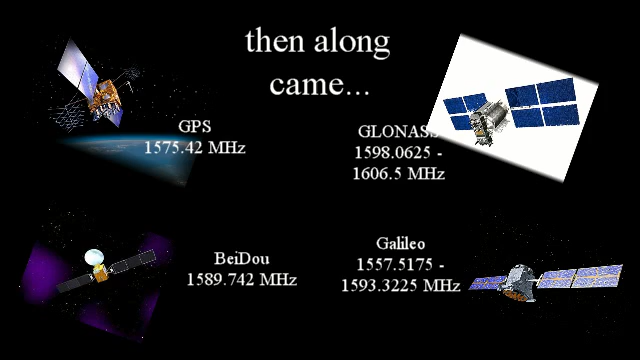 then along
came...
GPS
1575.42 MHz
GLONASS
1598.0625 -
1606.5 MHz
BeiDou
1589.742 MHz
Galileo
1557.5175 -
1593.3225 MHz